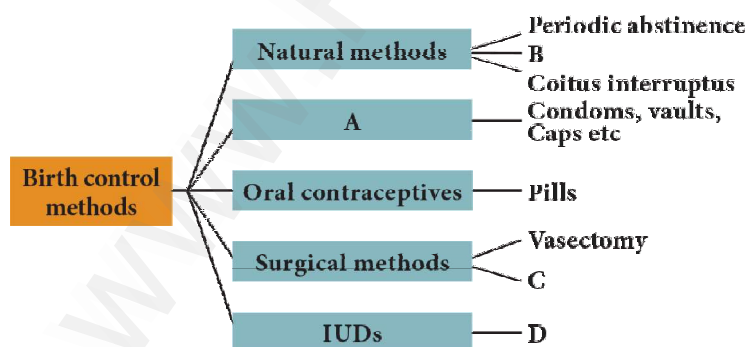 Periodic abstinence
Natural methods
B
Coitus interruptus
A
Condoms, vaults,
Caps etc
Birth control
methods
Oral contraceptives
Pills
Surgical methods
Vasectomy
C
IUDs
D